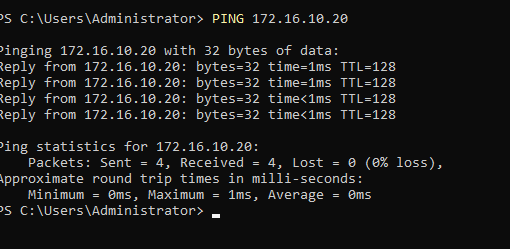 PS C:\Users\Administrator> PING 172.16.10.20
Pinging 172.16.10.20 with 32 bytes of data:
Reply from 172.16.10.20: bytes=32 time=1ms TTL=128
Reply from 172.16.10.20: bytes=32 time=1ms TTL=128
Reply from 172.16.10.20: bytes=32 time<1ms TTL=128
Reply from 172.16.10.20: bytes=32 time<1ms TTL=128
Ping statistics for 172.16.10.20:
Packets: Sent = 4, Received = 4, Lost = 0 (0% loss),
Approximate round trip times in milli-seconds:
Minimum = 0ms, Maximum = 1ms, Average = 0ms
PS C:\Users\Administrator>